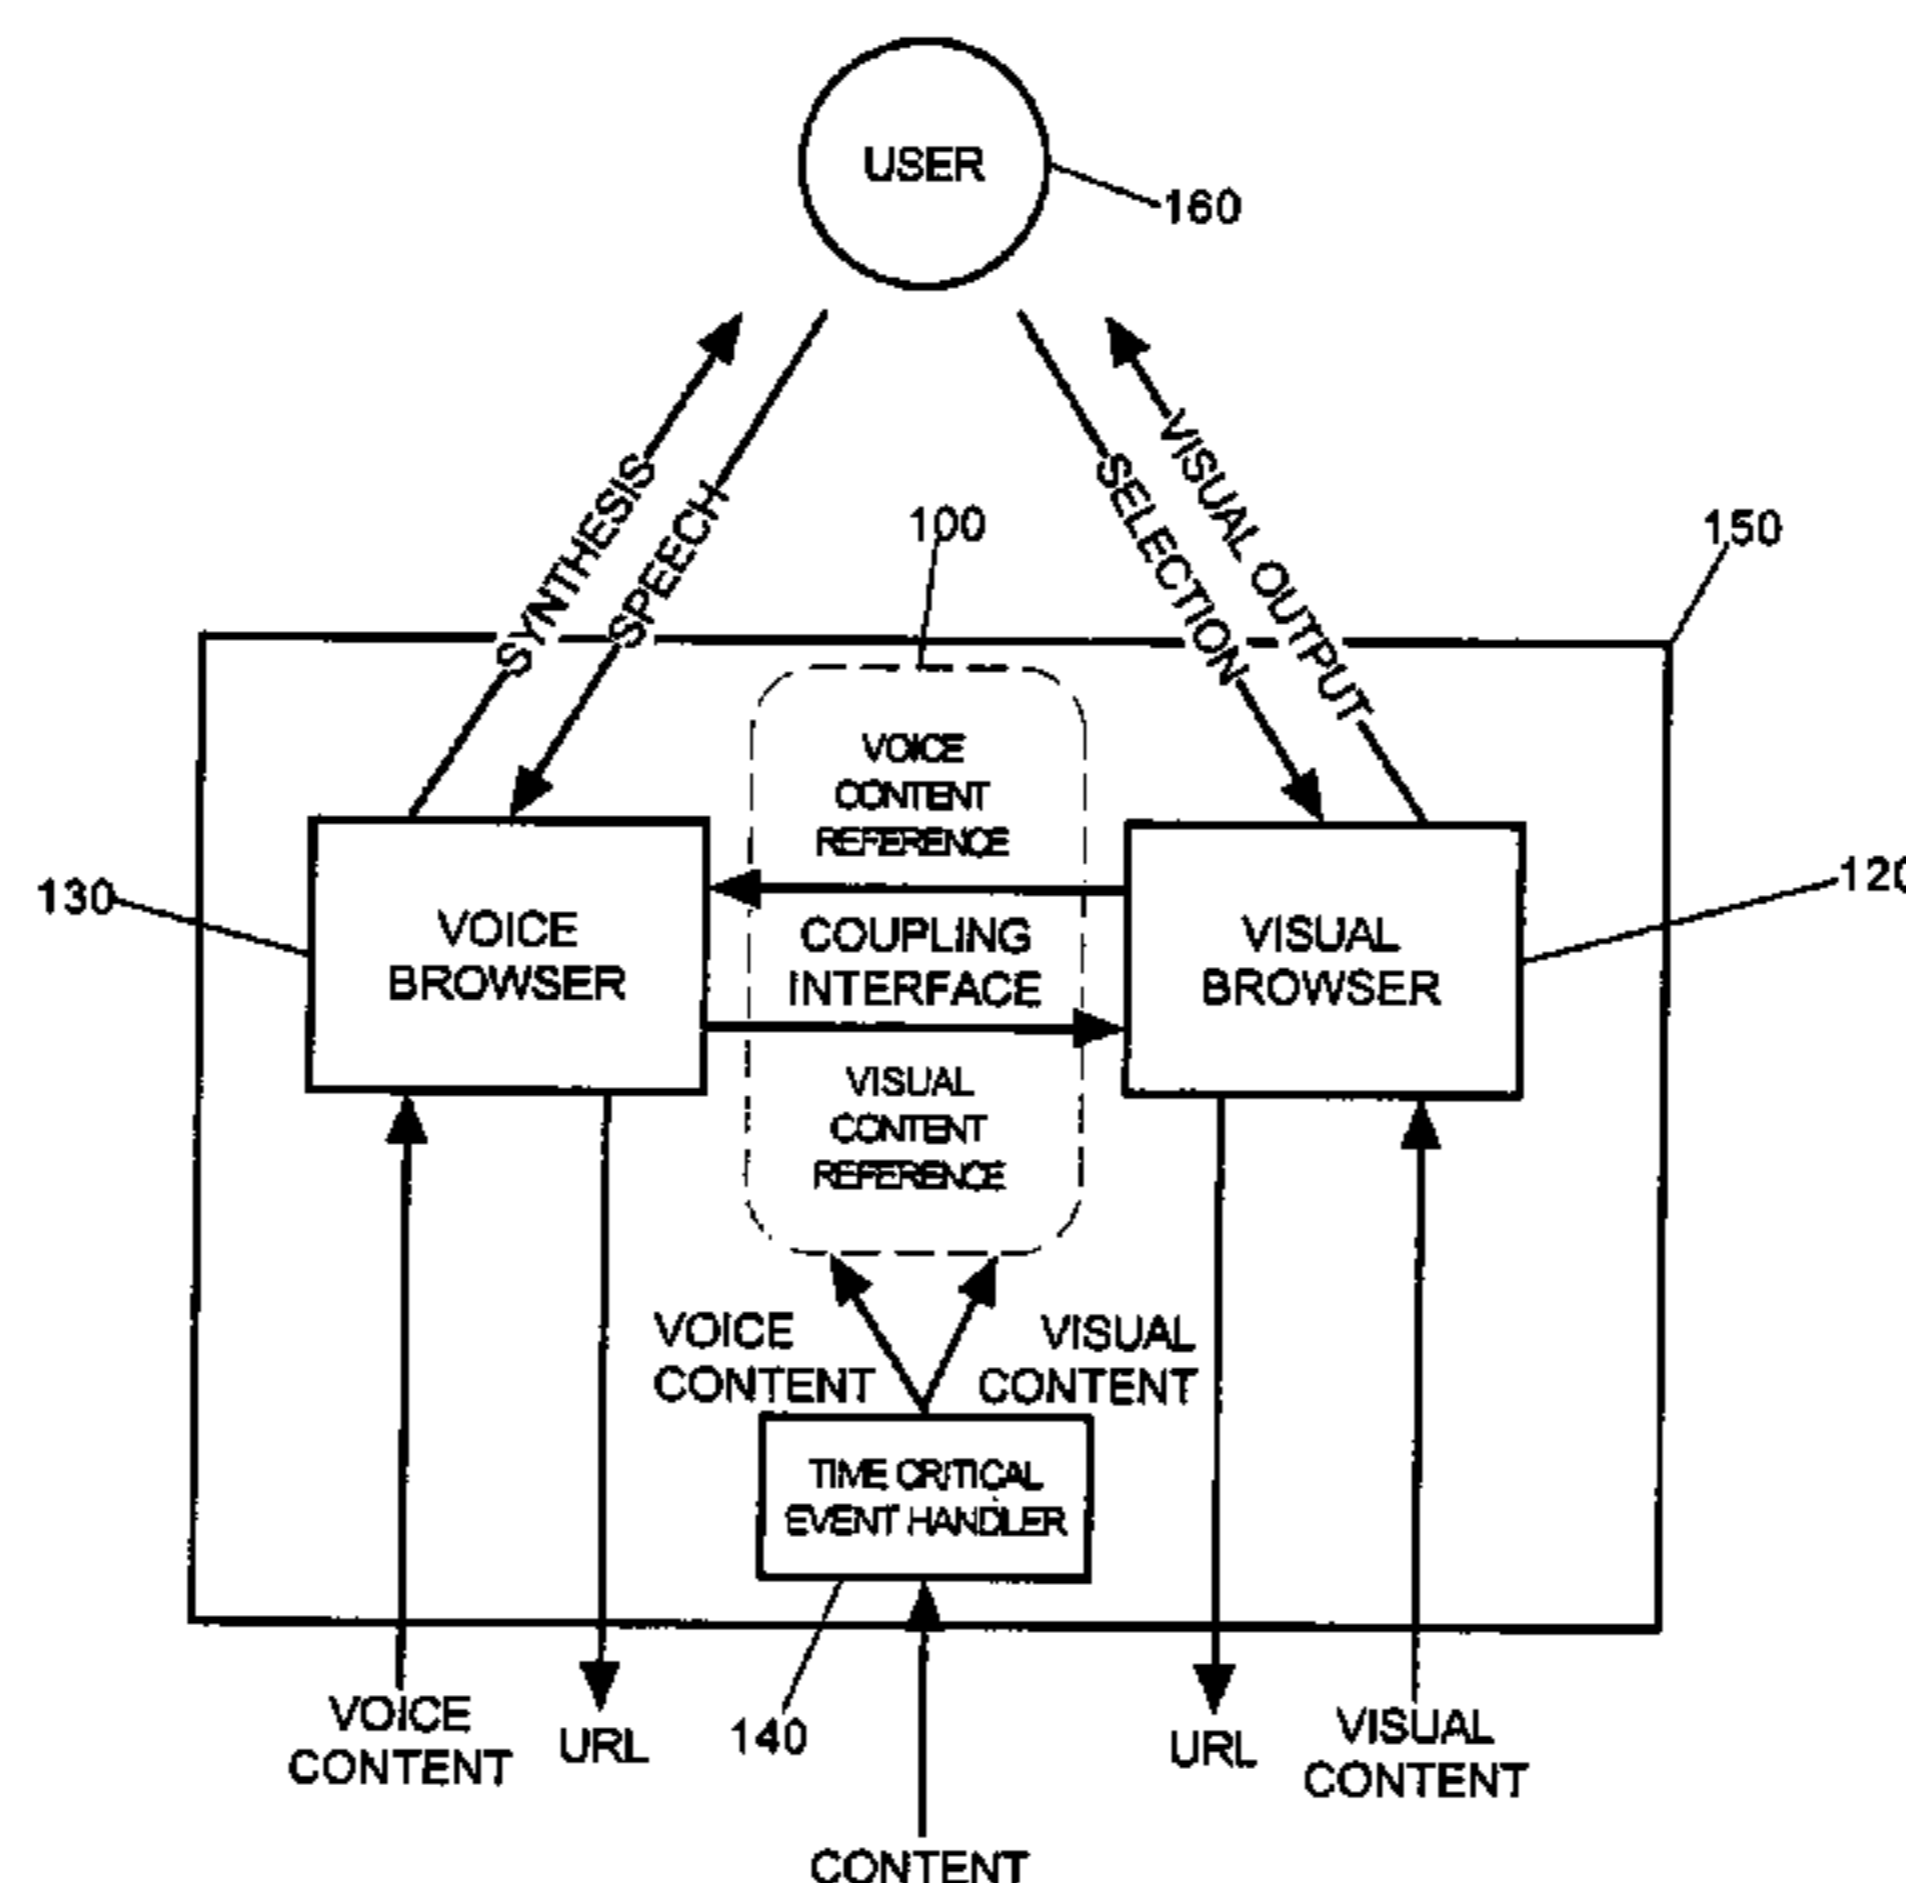 USER
160
SYNTHESIS
SPEECH
SELECTION
VISUAL OUTPUT
100
150
VOICE
CONTENT
REFERENCE
130
VOICE
BROWSER
COUPLING
INTERFACE
VISUAL
BROWSER
120
VISUAL
CONTENT
REFERENCE
VOICE
CONTENT
VISUAL
CONTENT
TIME CRITICAL
EVENT HANDLER
VOICE
CONTENT
URL
140
URL
VISUAL
CONTENT
CONTENT